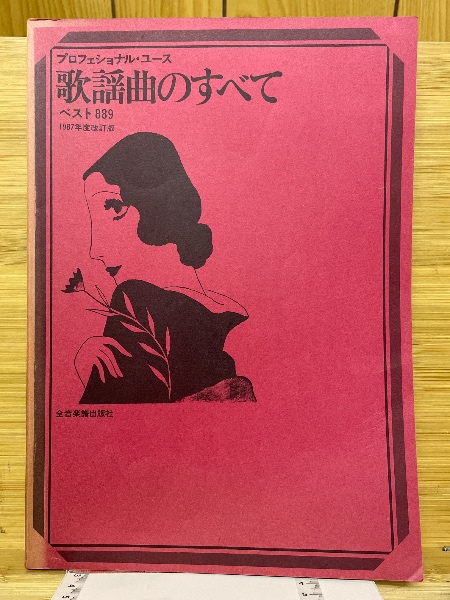 プロフェショナル・ユース
歌謡曲のすべて
ベスト889
1987年度改訂版
全音楽譜出版社